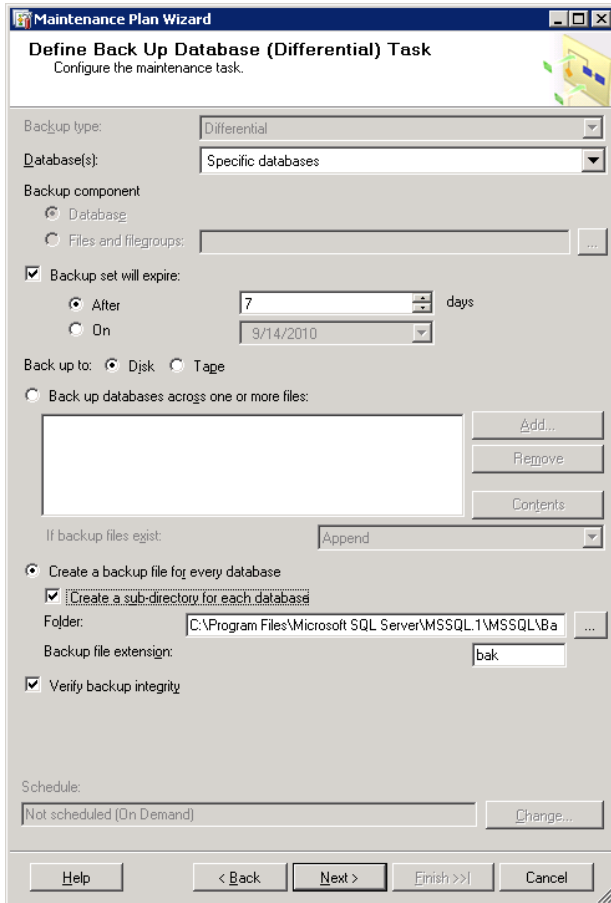 Maintenance Plan Wizard
Define Back Up Database (Differential) Task
Configure the maintenance task.
Backup type:
Differential
Database(s):
Specific databases
Backup component
Database
Files and filegroups:
...
Backup set will expire:
After
7
days
On
9/14/2010
Back up to:
Disk
Tape
Back up databases across one or more files:
Add...
Remove
Contents
If backup files exist:
Append
Create a backup file for every database
Create a sub-directory for each database
Folder:
C:\Program Files\Microsoft SQL Server\MSSQL.1\MSSQL\Ba
...
Backup file extension:
bak
Verify backup integrity
Schedule:
Not scheduled (On Demand)
Change...
Help
< Back
Next >
Finish >>|
Cancel